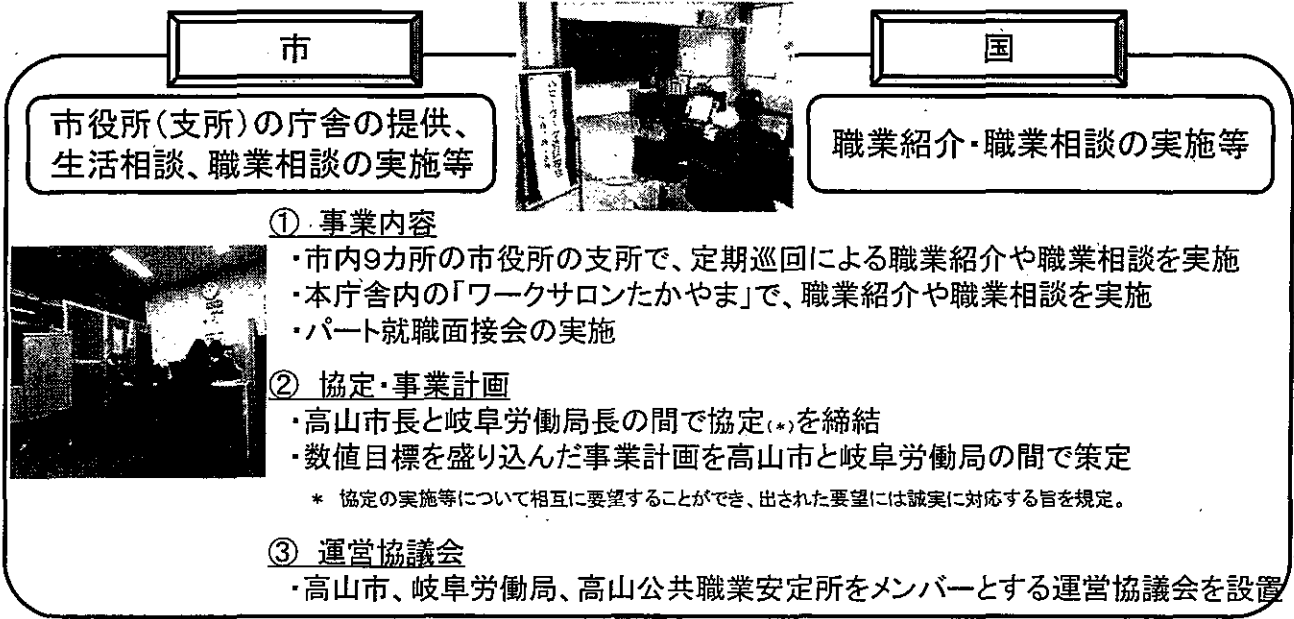 市
国
市役所(支所)の庁舎の提供、
生活相談、職業相談の実施等
職業紹介・職業相談の実施等
① 事業内容
・市内9カ所の市役所の支所で、定期巡回による職業紹介や職業相談を実施
・本庁舎内の「ワークサロンたかやま」で、職業紹介や職業相談を実施
・パート就職面接会の実施
② 協定・事業計画
・高山市長と岐阜労働局長の間で協定(*)を締結
・数値目標を盛り込んだ事業計画を高山市と岐阜労働局の間で策定
* 協定の実施等について相互に要望することができ、出された要望には誠実に対応する旨を規定。
③ 運営協議会
・高山市、岐阜労働局、高山公共職業安定所をメンバーとする運営協議会を設置